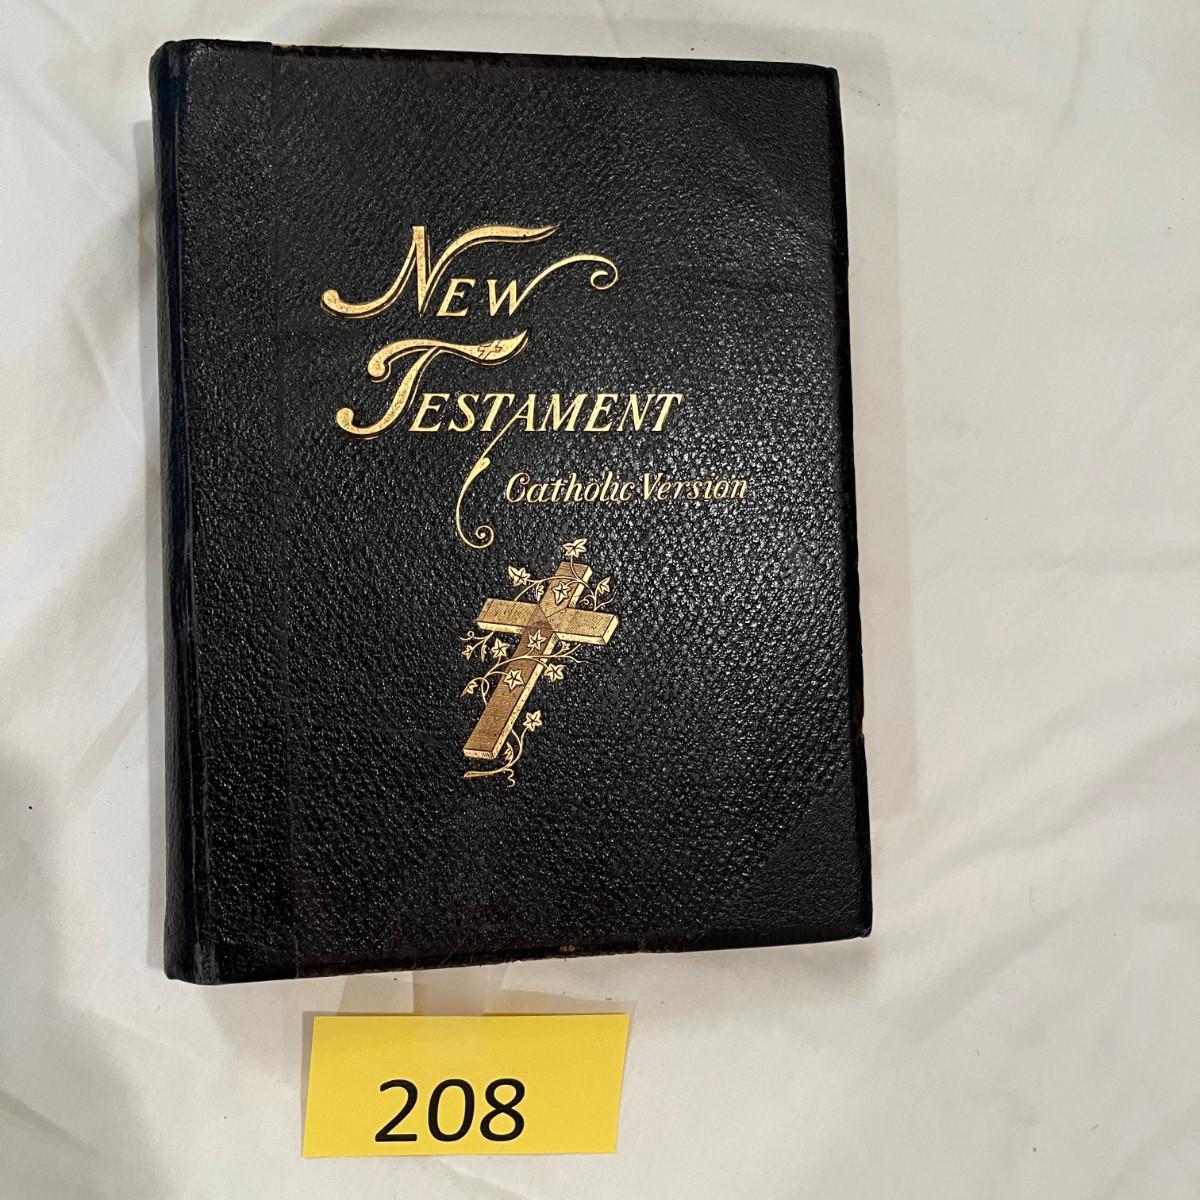 New
Testament
Catholic Version
208